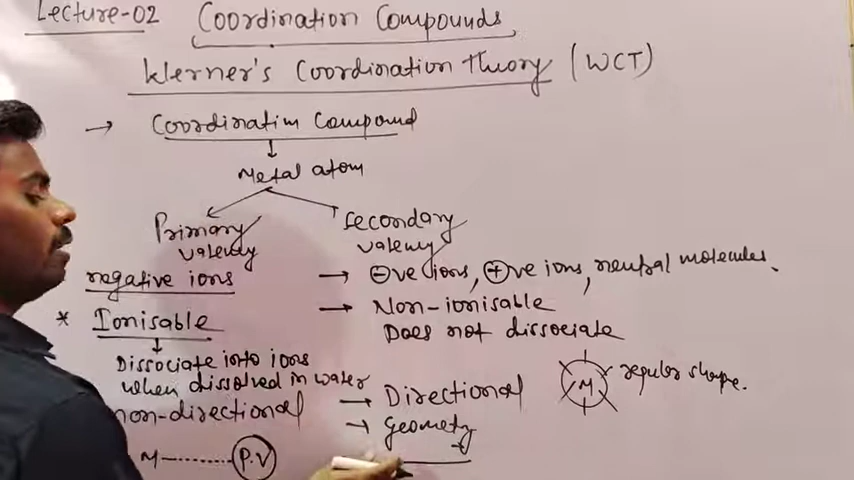 Lecture-02
Coordination Compounds
Werner's Coordination Theory (WCT)
→ Coordination Compound
Metal atom
Primary valency
Secondary valency
negative ions
→ ⊖ve ions, ⊕ve ions, neutral molecules.
* Ionisable
→ Non-ionisable
Does not dissociate
Dissociate into ions
when dissolved in water
non-directional
→ Directional
M regular shape.
→ Geometry
M ------- P.V